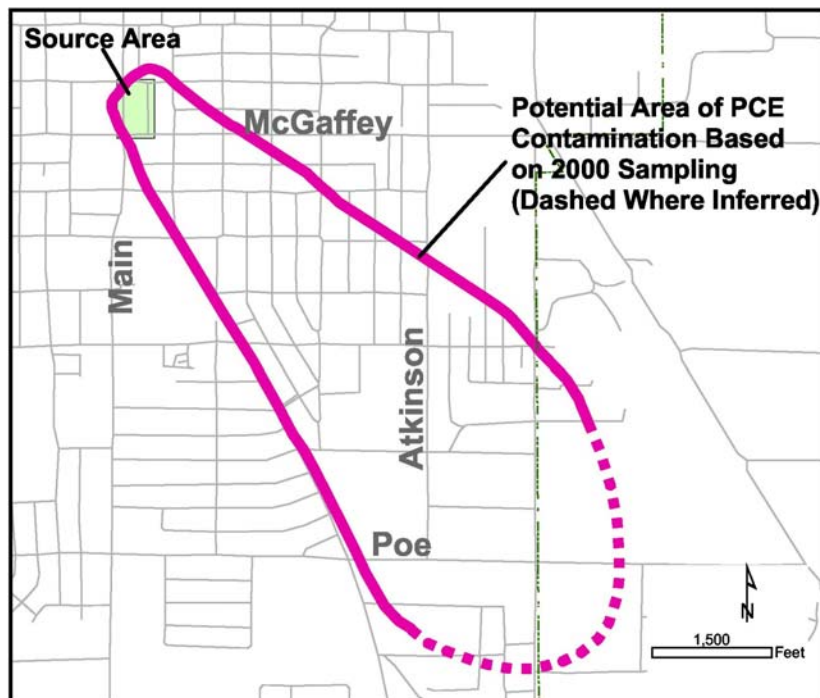 Source Area
McGaffey
Potential Area of PCE
Contamination Based
on 2000 Sampling
(Dashed Where Inferred)
Main
Atkinson
Poe
N
1,500
Feet